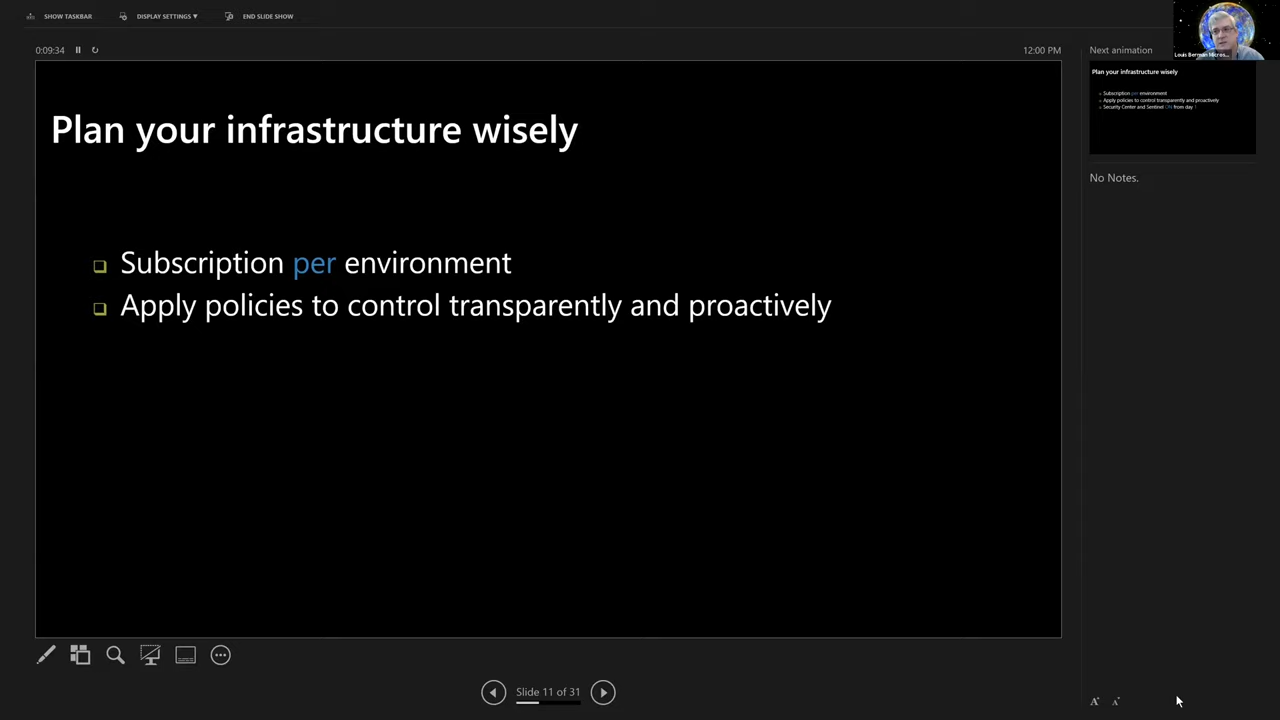 SHOW TASKBAR
DISPLAY SETTINGS ▾
END SLIDE SHOW
0:09:34
12:00 PM
Next animation
Louis Berman Micros...
Plan your infrastructure wisely
Subscription per environment
Apply policies to control transparently and proactively
Plan your infrastructure wisely
Subscription per environment
Apply policies to control transparently and proactively
Security Center and Sentinel ON from day 1
No Notes.
Slide 11 of 31
A A